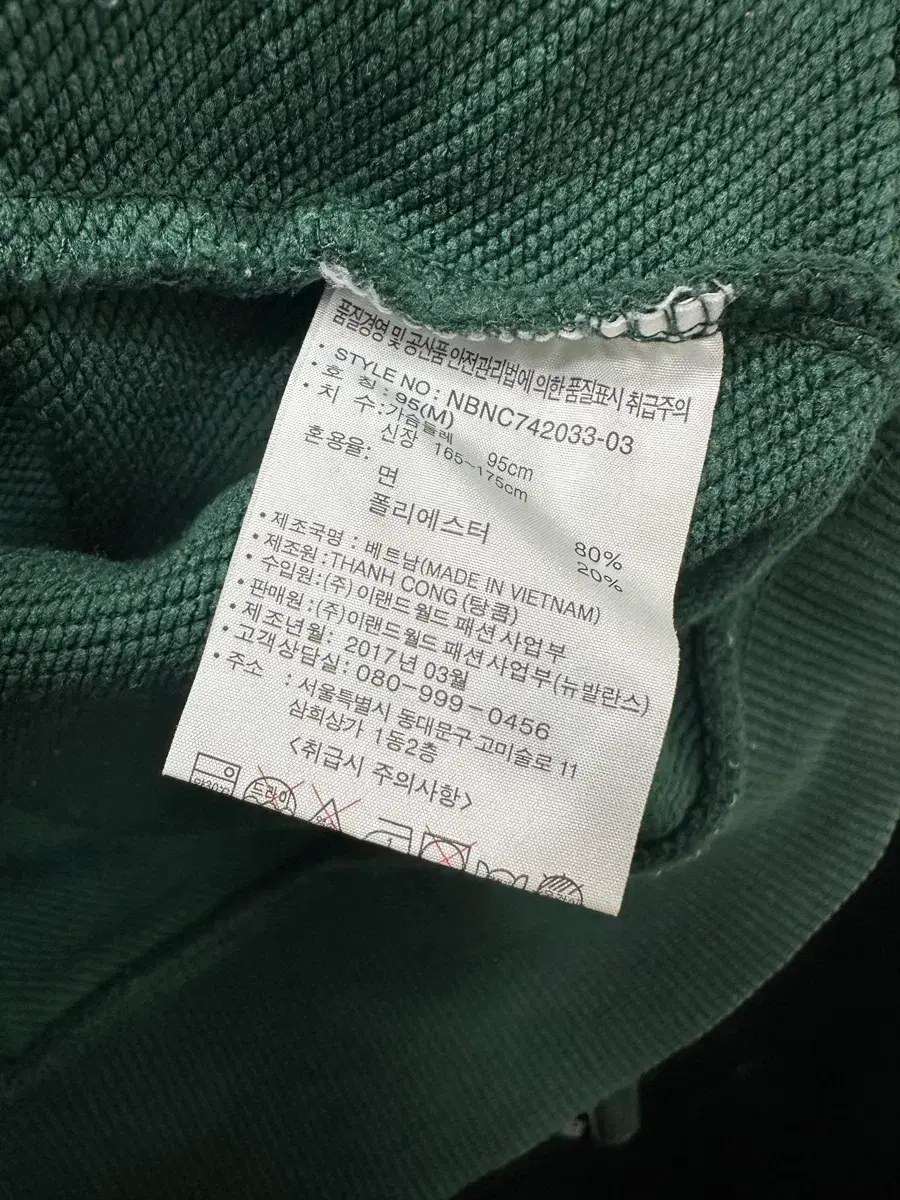 품질경영 및 공산품 안전관리법에 의한 품질표시 취급주의
• STYLE NO : NBNC742033-03
• 호 칭 : 95(M)
• 치 수 :가슴둘레 95cm
신장 165~175cm
혼용율:
면 80%
폴리에스터 20%
• 제조국명 : 베트남(MADE IN VIETNAM)
• 제조원 :THANH CONG (탕콤)
• 수입원 :(주)이랜드월드 패션 사업부
• 판매원 :(주)이랜드월드 패션 사업부(뉴발란스)
• 제조년월: 2017년 03월
• 고객상담실: 080-999-0456
• 주소 : 서울특별시 동대문구 고미술로 11
삼희상가 1동2층
<취급시 주의사항>
드라이